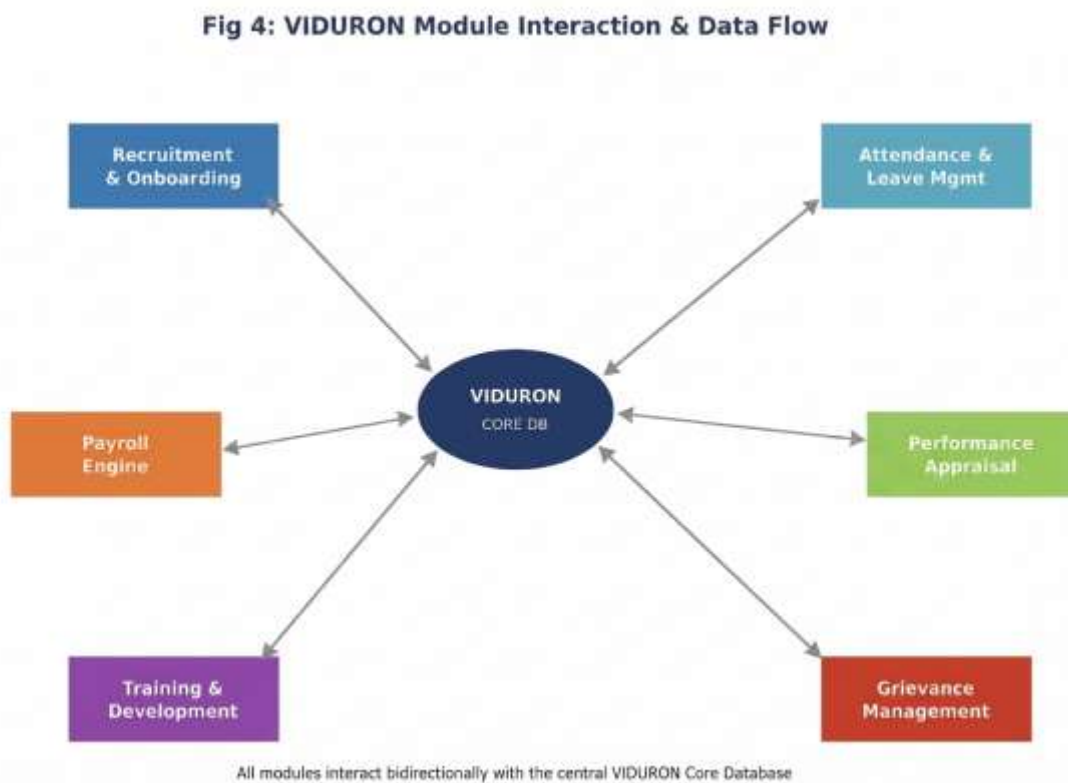 Fig 4: VIDURON Module Interaction & Data Flow
Recruitment
& Onboarding
Attendance &
Leave Mgmt
VIDURON
CORE DB
Payroll
Engine
Performance
Appraisal
Training &
Development
Grievance
Management
All modules interact bidirectionally with the central VIDURON Core Database